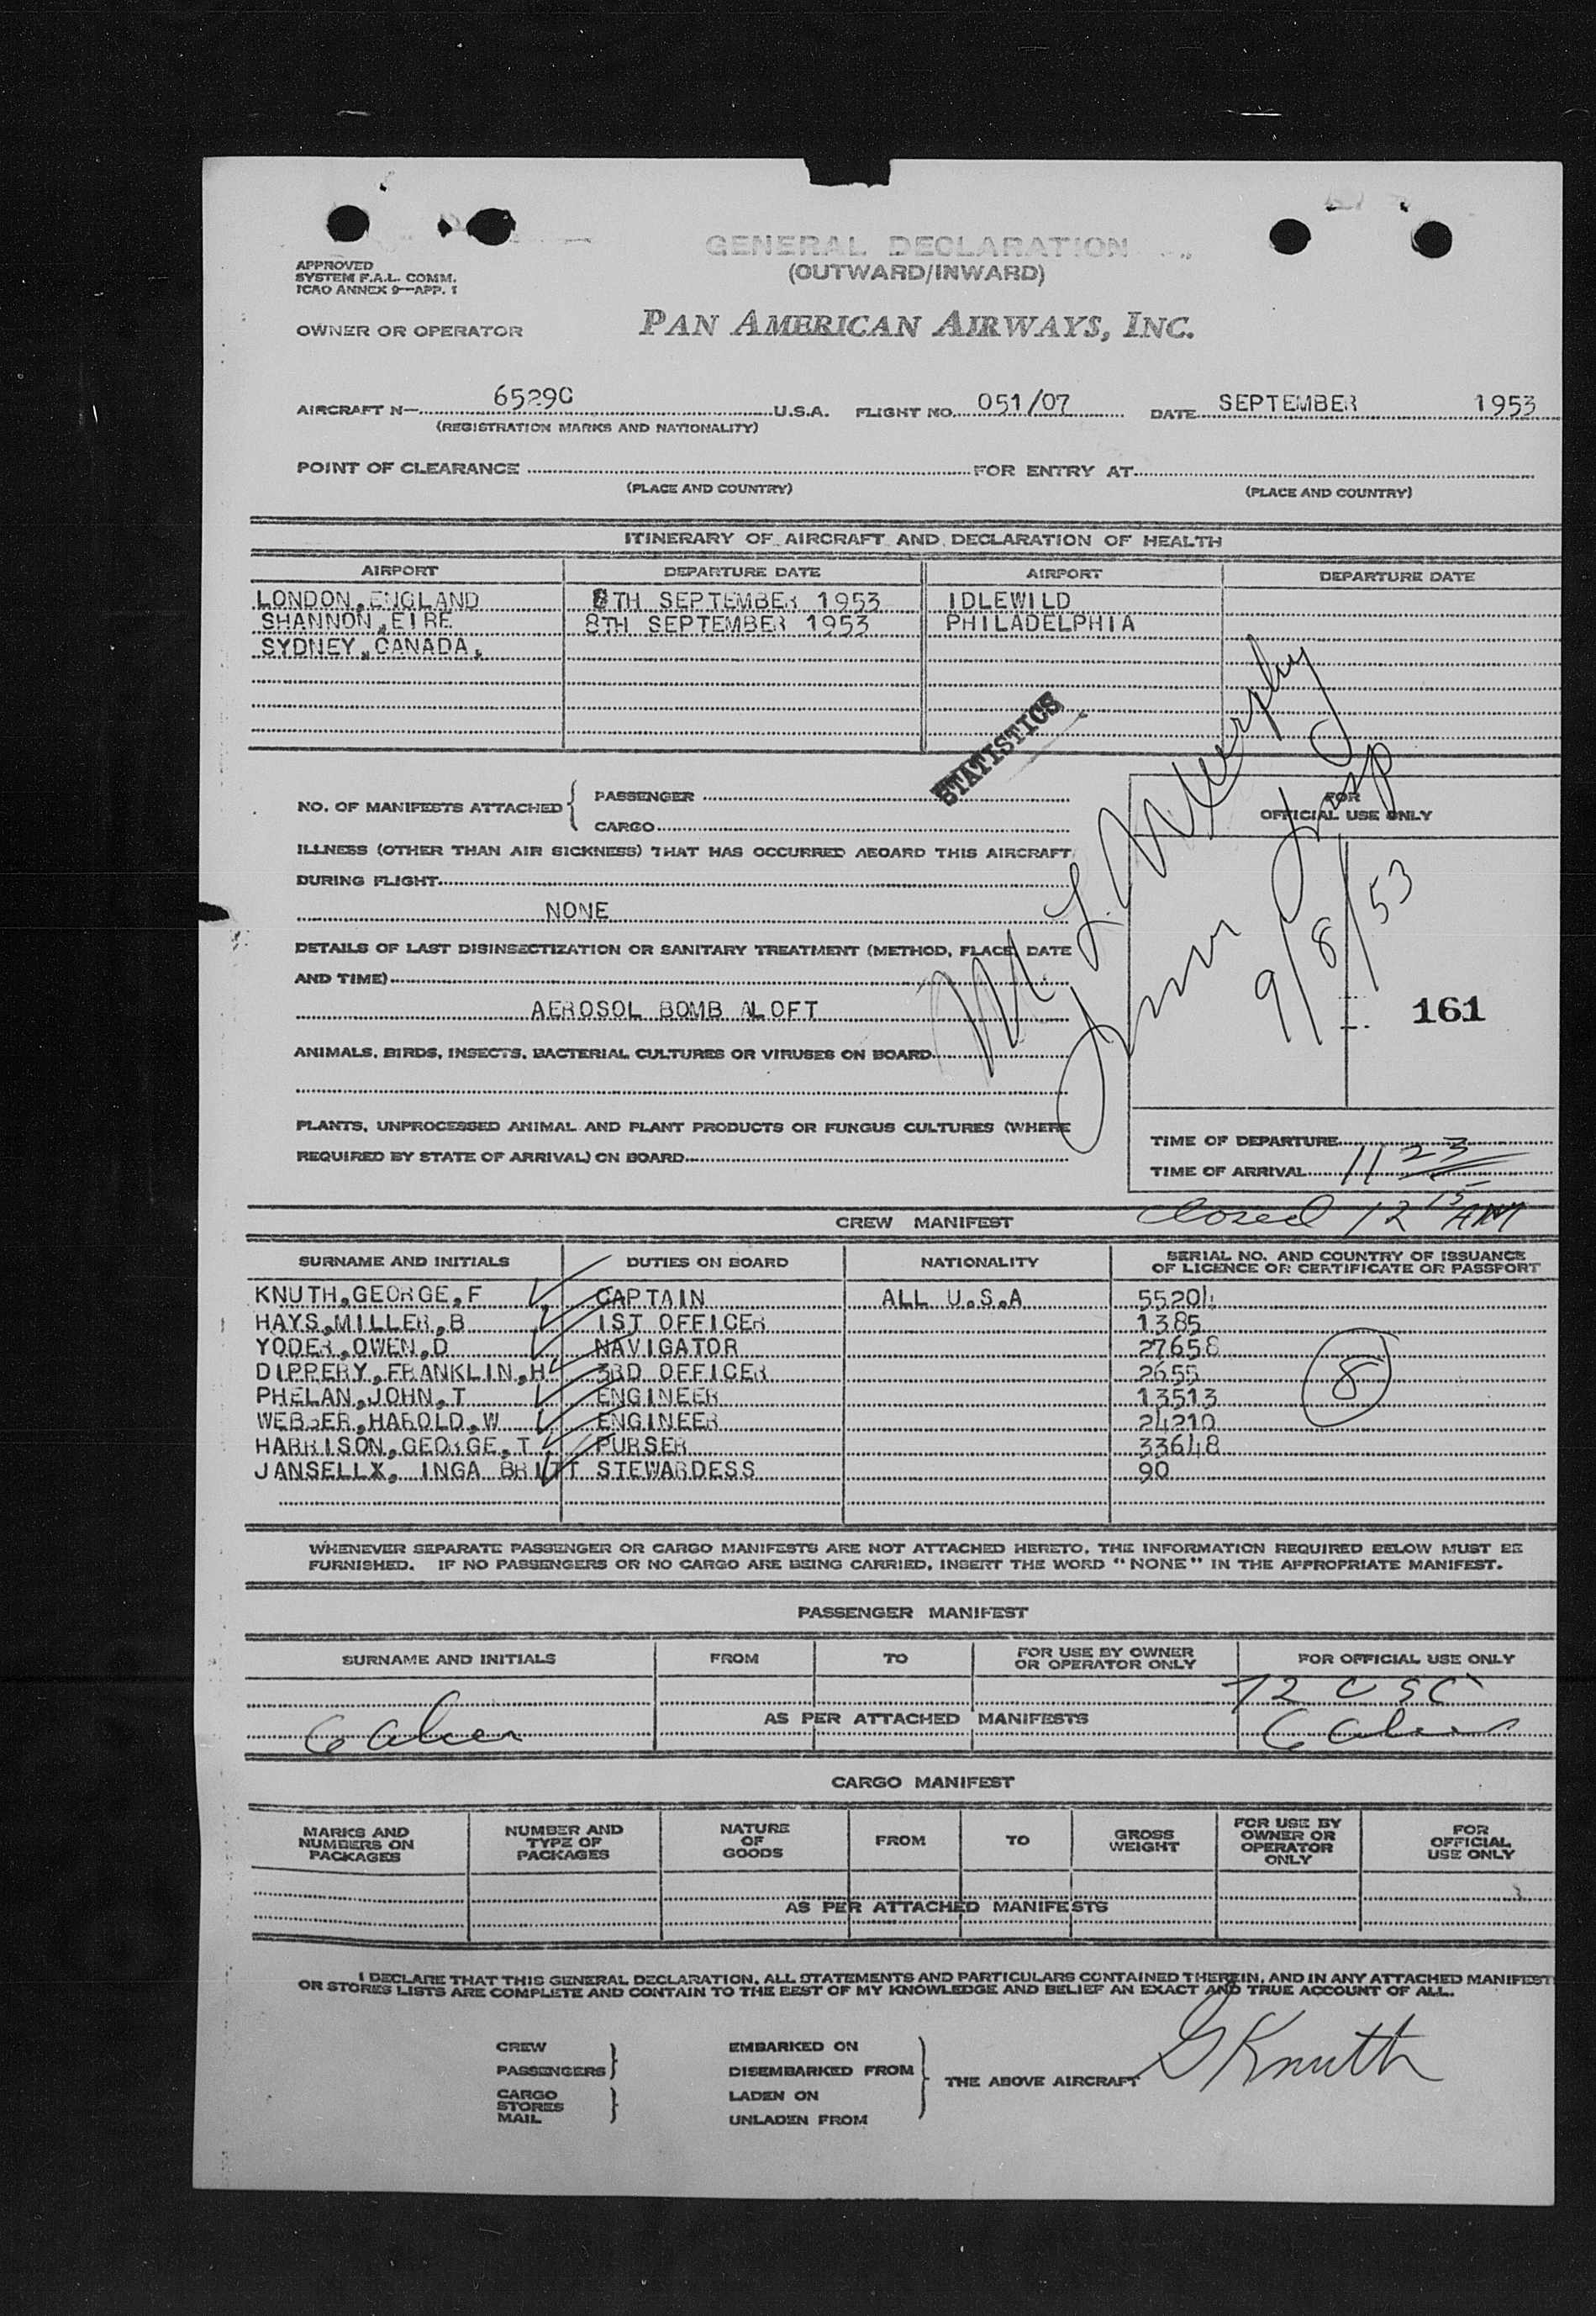 GENERAL DECLARATION
(OUTWARD/INWARD)
APPROVED
SYSTEM F.A.L. COMM.
ICAO ANNEX 9—APP. 1
OWNER OR OPERATOR PAN AMERICAN AIRWAYS, INC.
AIRCRAFT N— 6529C U.S.A. FLIGHT NO. 051/07 DATE SEPTEMBER 1953
(REGISTRATION MARKS AND NATIONALITY)
POINT OF CLEARANCE FOR ENTRY AT
(PLACE AND COUNTRY) (PLACE AND COUNTRY)
ITINERARY OF AIRCRAFT AND DECLARATION OF HEALTH
AIRPORT DEPARTURE DATE AIRPORT DEPARTURE DATE
LONDON,ENGLAND 8TH SEPTEMBER 1953 IDLEWILD
SHANNON,EIRE 8TH SEPTEMBER 1953 PHILADELPHIA
SYDNEY,CANADA,
STATISTICS
NO. OF MANIFESTS ATTACHED { PASSENGER
CARGO
FOR
OFFICIAL USE ONLY
ILLNESS (OTHER THAN AIR SICKNESS) THAT HAS OCCURRED ABOARD THIS AIRCRAFT
DURING FLIGHT
NONE
DETAILS OF LAST DISINSECTIZATION OR SANITARY TREATMENT (METHOD, PLACE, DATE
AND TIME)
AEROSOL BOMB ALOFT
M. L. Murphy
Imm Insp
9/8/53
161
ANIMALS, BIRDS, INSECTS, BACTERIAL CULTURES OR VIRUSES ON BOARD
PLANTS, UNPROCESSED ANIMAL AND PLANT PRODUCTS OR FUNGUS CULTURES (WHERE
REQUIRED BY STATE OF ARRIVAL) ON BOARD
TIME OF DEPARTURE
TIME OF ARRIVAL 11 23
closed 12 15 AM
CREW MANIFEST
SURNAME AND INITIALS DUTIES ON BOARD NATIONALITY SERIAL NO. AND COUNTRY OF ISSUANCE
OF LICENCE OR CERTIFICATE OR PASSPORT
KNUTH,GEORGE,F CAPTAIN ALL U.S.A 55204
HAYS,MILLER,B 1ST OFFICER 1385
YODER,OWEN,D NAVIGATOR 27658
DIPPERY,FRANKLIN,H 3RD OFFICER 2655
PHELAN,JOHN,T ENGINEER 13513
WEBSER,HAROLD,W ENGINEER 24210
HARRISON,GEORGE,T PURSER 33648
JANSELLX, INGA BRITT STEWARDESS 90
8
WHENEVER SEPARATE PASSENGER OR CARGO MANIFESTS ARE NOT ATTACHED HERETO, THE INFORMATION REQUIRED BELOW MUST BE
FURNISHED. IF NO PASSENGERS OR NO CARGO ARE BEING CARRIED, INSERT THE WORD "NONE" IN THE APPROPRIATE MANIFEST.
PASSENGER MANIFEST
SURNAME AND INITIALS FROM TO FOR USE BY OWNER
OR OPERATOR ONLY FOR OFFICIAL USE ONLY
72 USC
AS PER ATTACHED MANIFESTS
CARGO MANIFEST
MARKS AND
NUMBERS ON
PACKAGES NUMBER AND
TYPE OF
PACKAGES NATURE
OF
GOODS FROM TO GROSS
WEIGHT FOR USE BY
OWNER OR
OPERATOR
ONLY FOR
OFFICIAL
USE ONLY
AS PER ATTACHED MANIFESTS
I DECLARE THAT THIS GENERAL DECLARATION, ALL STATEMENTS AND PARTICULARS CONTAINED THEREIN, AND IN ANY ATTACHED MANIFEST
OR STORES LISTS ARE COMPLETE AND CONTAIN TO THE BEST OF MY KNOWLEDGE AND BELIEF AN EXACT AND TRUE ACCOUNT OF ALL.
CREW
PASSENGERS }
CARGO
STORES
MAIL }
EMBARKED ON
DISEMBARKED FROM
LADEN ON
UNLADEN FROM
} THE ABOVE AIRCRAFT G Knuth